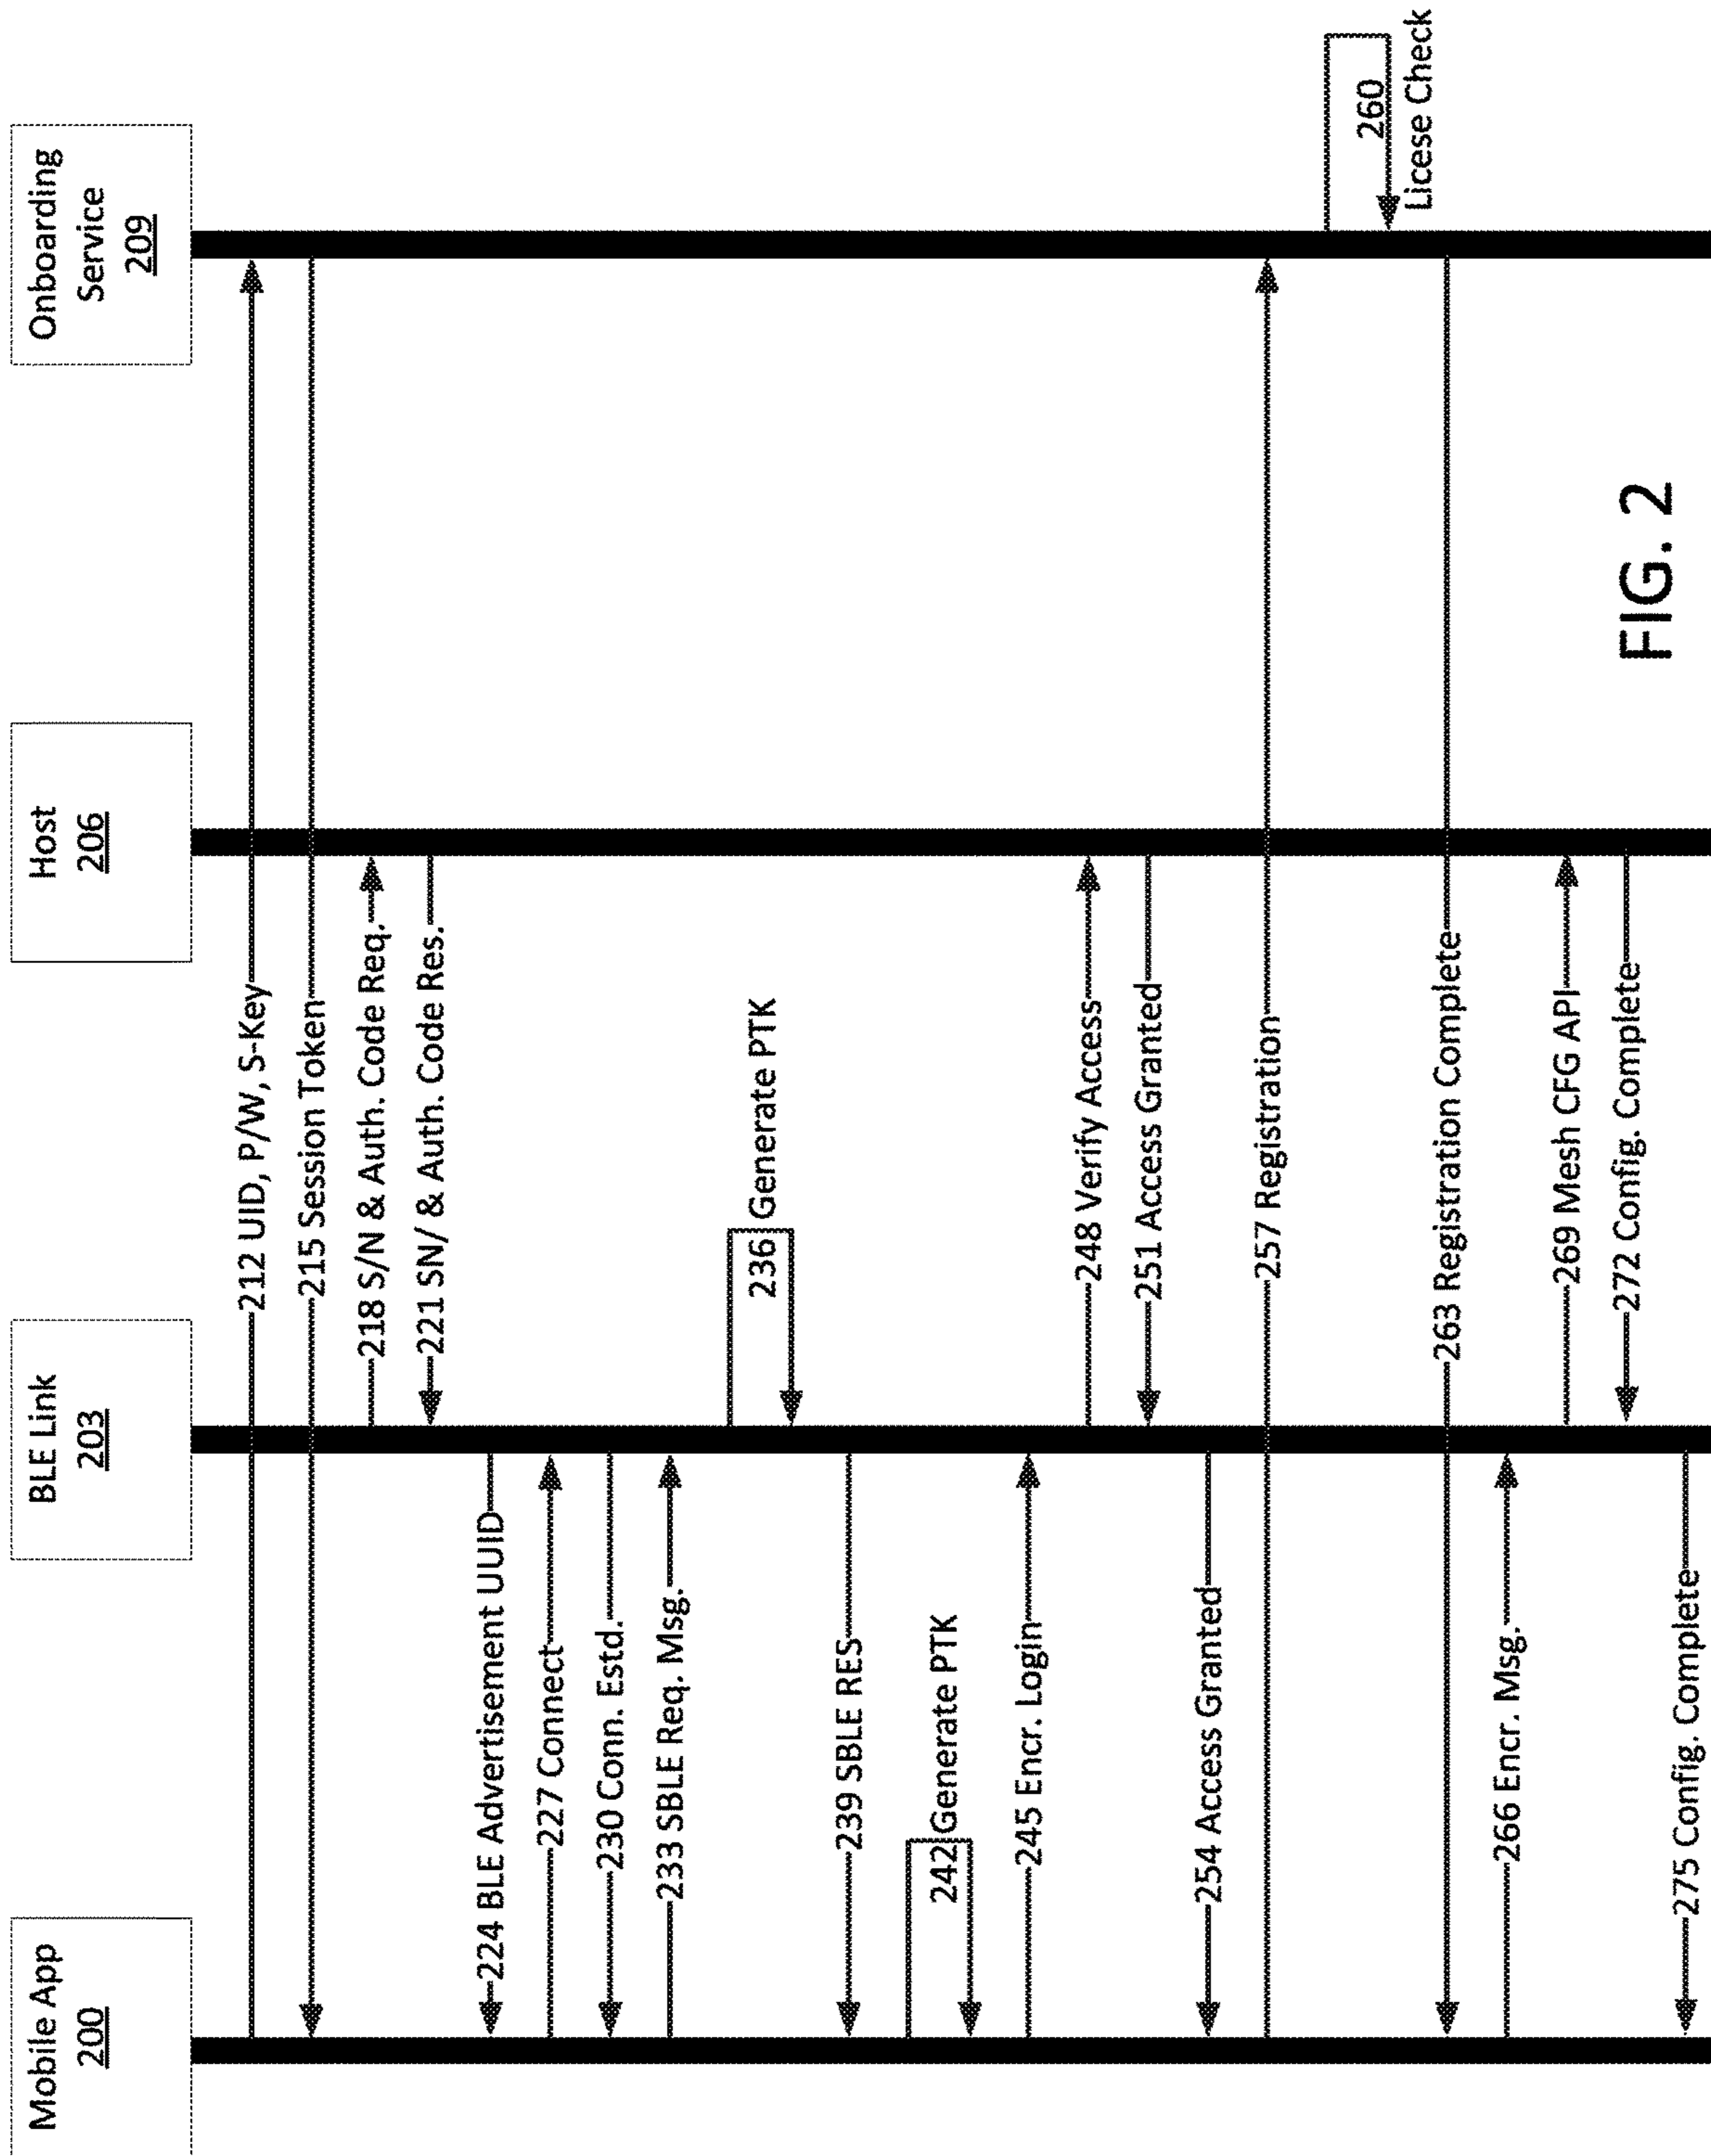 Mobile App
200
BLE Link
203
Host
206
Onboarding
Service
209
212 UID, P/W, S-Key
215 Session Token
218 S/N & Auth. Code Req.
221 SN/ & Auth. Code Res.
224 BLE Advertisement UUID
227 Connect
230 Conn. Estd.
233 SBLE Req. Msg.
236 Generate PTK
239 SBLE RES
242 Generate PTK
245 Encr. Login
248 Verify Access
251 Access Granted
254 Access Granted
257 Registration
260
Licese Check
263 Registration Complete
266 Encr. Msg.
269 Mesh CFG API
272 Config. Complete
275 Config. Complete
FIG. 2